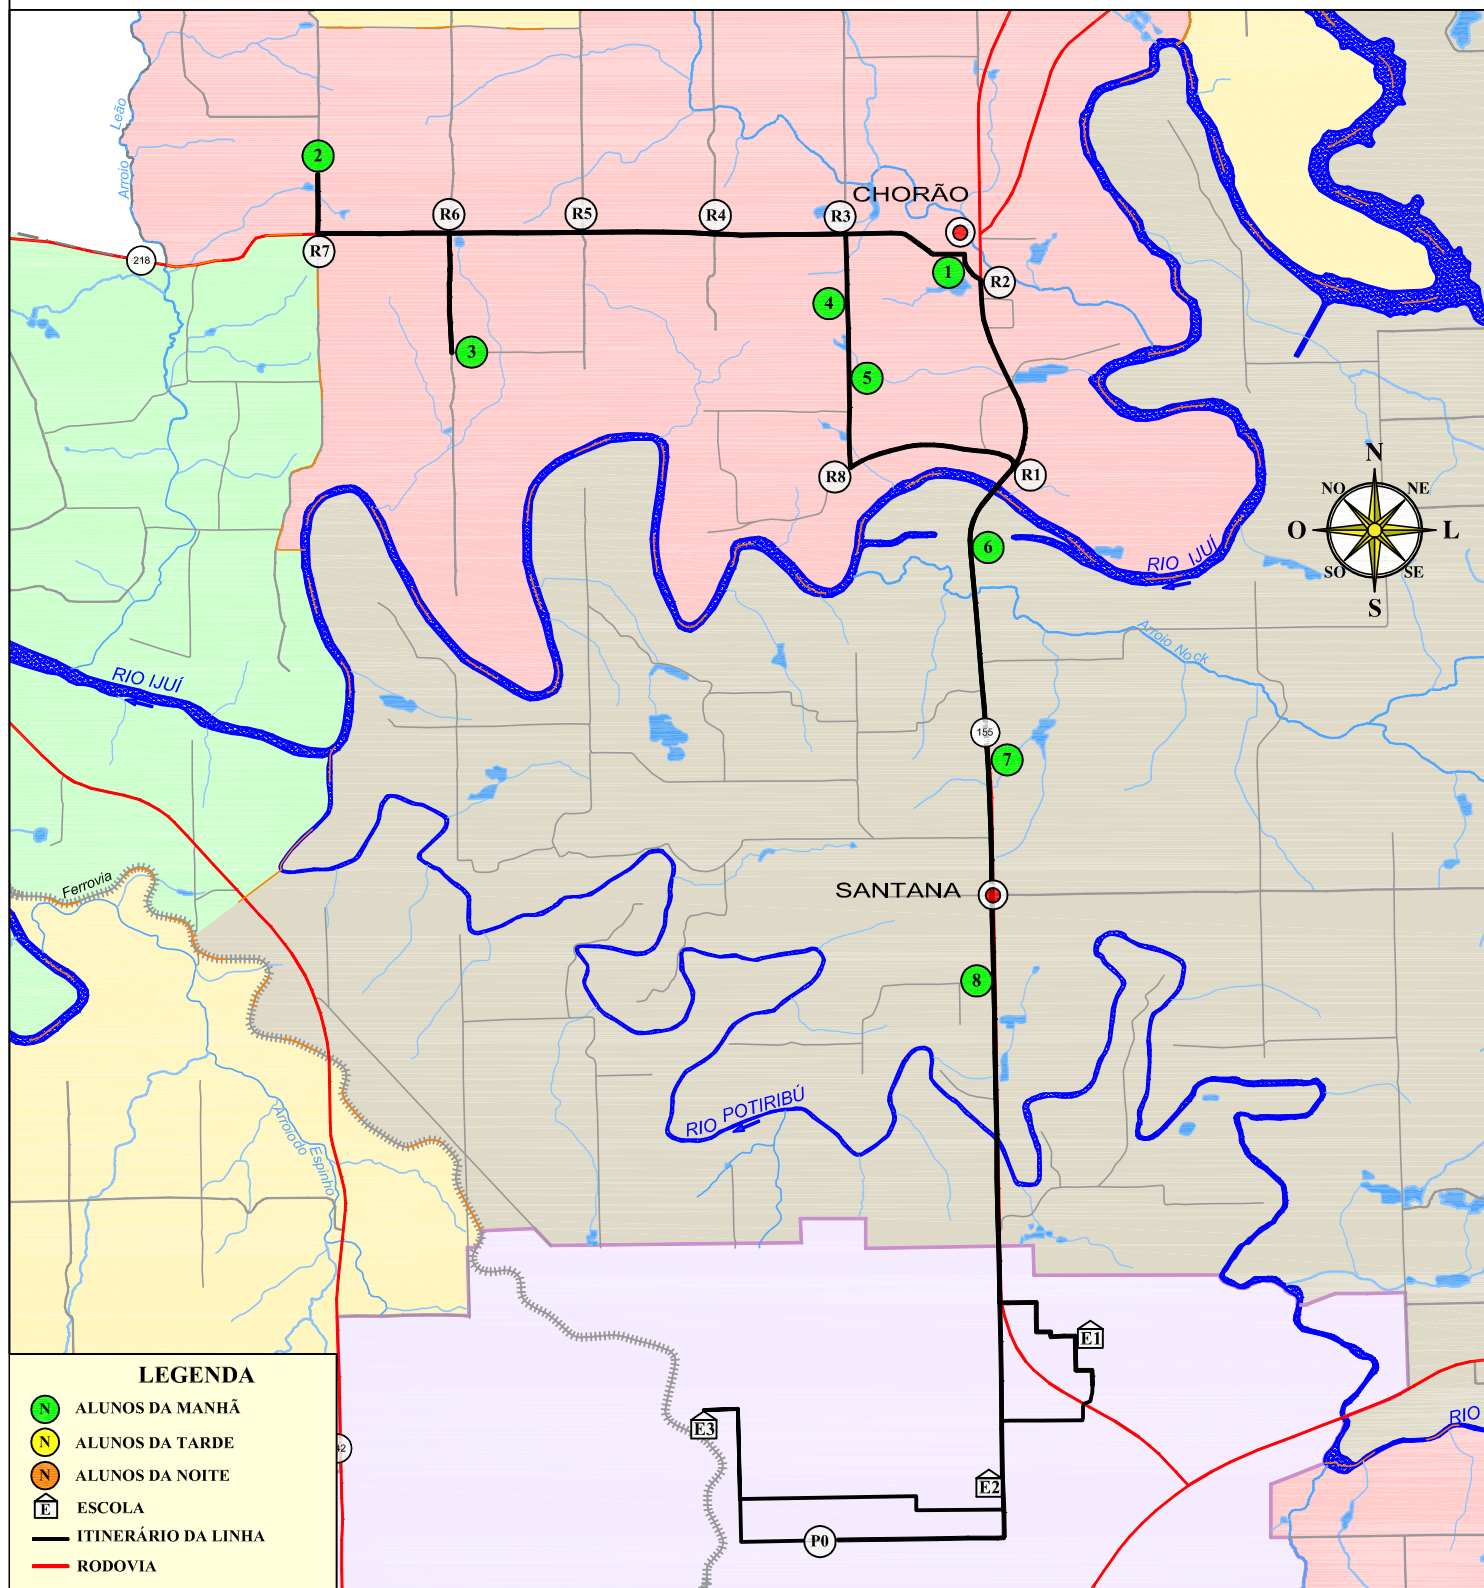 Arroio Leão
2
R6
R5
R4
R3
CHORÃO
R7
218
1
R2
4
3
5
R8
R1
N
NO
NE
O
L
SO
SE
S
6
RIO IJUÍ
Arroio Nock
RIO IJUÍ
155
7
Ferrovia
SANTANA
8
RIO POTIRIBÚ
Arroio do Espinho
E1
E3
E2
P0
RIO
LEGENDA
N ALUNOS DA MANHÃ
N ALUNOS DA TARDE
N ALUNOS DA NOITE
E ESCOLA
ITINERÁRIO DA LINHA
RODOVIA